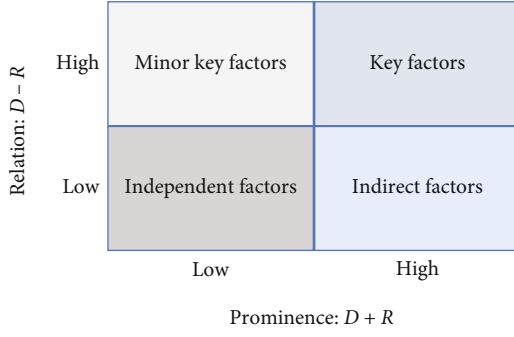 Relation: D – R
High
Minor key factors
Key factors
Low
Independent factors
Indirect factors
Low
High
Prominence: D + R